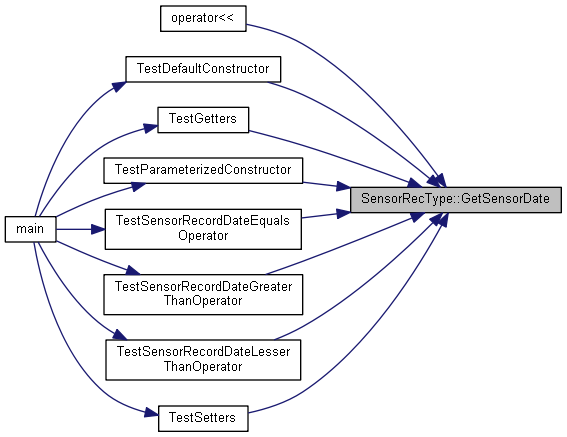 operator<<
TestDefaultConstructor
TestGetters
TestParameterizedConstructor
SensorRecType::GetSensorDate
main
TestSensorRecordDateEquals
Operator
TestSensorRecordDateGreater
ThanOperator
TestSensorRecordDateLesser
ThanOperator
TestSetters